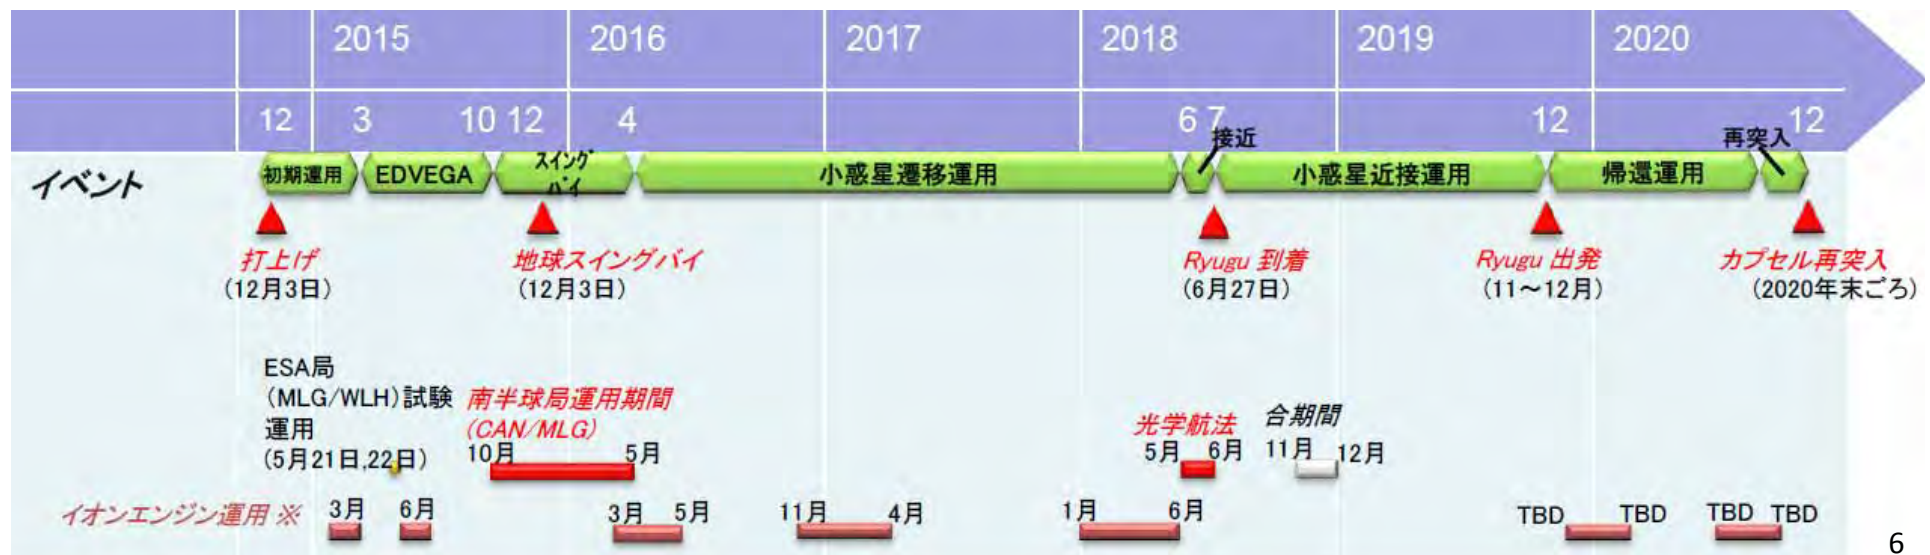 2015 2016 2017 2018 2019 2020
12 3 10 12 4 6 7 12 12
接近 再突入
イベント 初期運用 EDVEGA スイングバイ 小惑星遷移運用 小惑星近接運用 帰還運用
打上げ 地球スイングバイ Ryugu 到着 Ryugu 出発 カプセル再突入
(12月3日) (12月3日) (6月27日) (11～12月) (2020年末ごろ)
ESA局
(MLG/WLH)試験
運用
(5月21日,22日)
南半球局運用期間
(CAN/MLG)
10月 5月
光学航法
5月 6月
合期間
11月 12月
イオンエンジン運用 ※ 3月 6月 3月 5月 11月 4月 1月 6月 TBD TBD TBD TBD
6